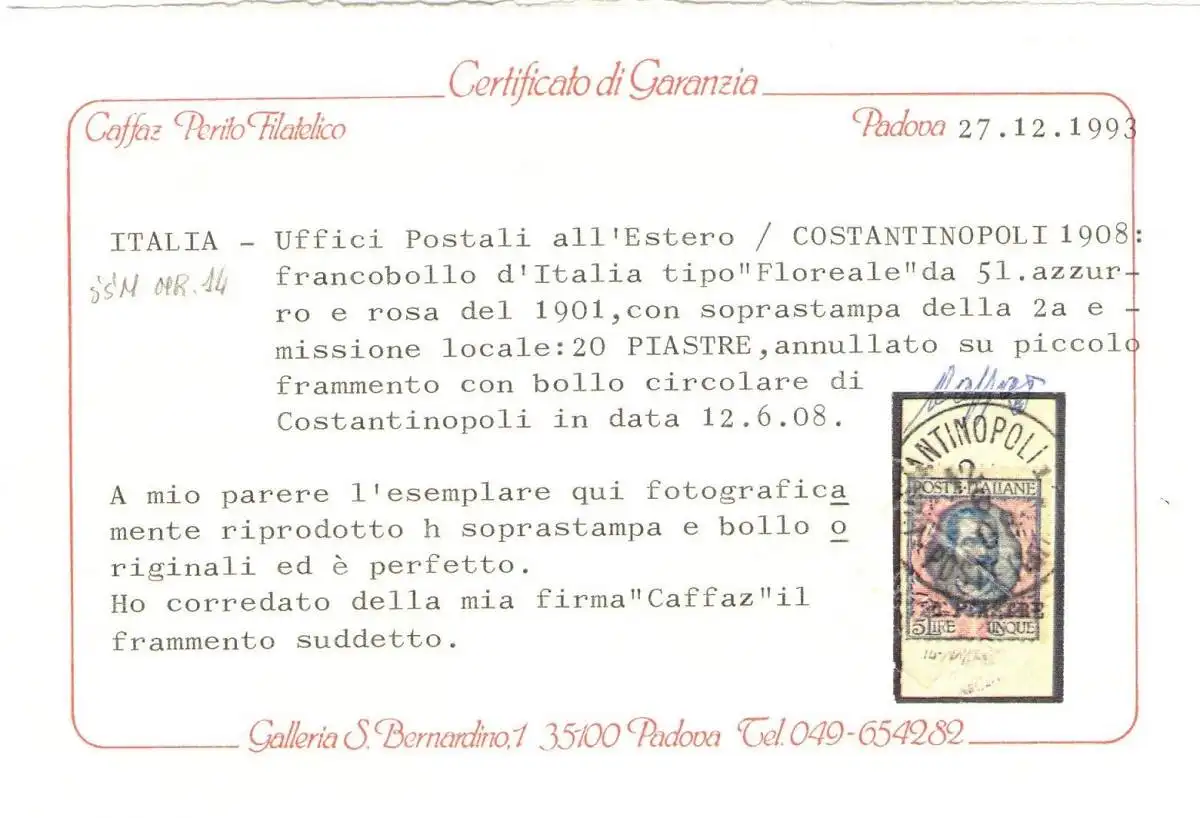 Certificato di Garanzia
Caffaz Perito Filatelico
Padova 27.12.1993
ITALIA - Uffici Postali all'Estero / COSTANTINOPOLI 1908:
francobollo d'Italia tipo"Floreale"da 5l.azzur-
ro e rosa del 1901,con soprastampa della 2a e -
missione locale:20 PIASTRE,annullato su piccolo
frammento con bollo circolare di
Costantinopoli in data 12.6.08.
A mio parere l'esemplare qui fotografica
mente riprodotto h soprastampa e bollo o
riginali ed è perfetto.
Ho corredato della mia firma"Caffaz"il
frammento suddetto.
POSTE ITALIANE
PIASTRE
5 LIRE
Galleria S. Bernardino, 1 35100 Padova Tel. 049-654282